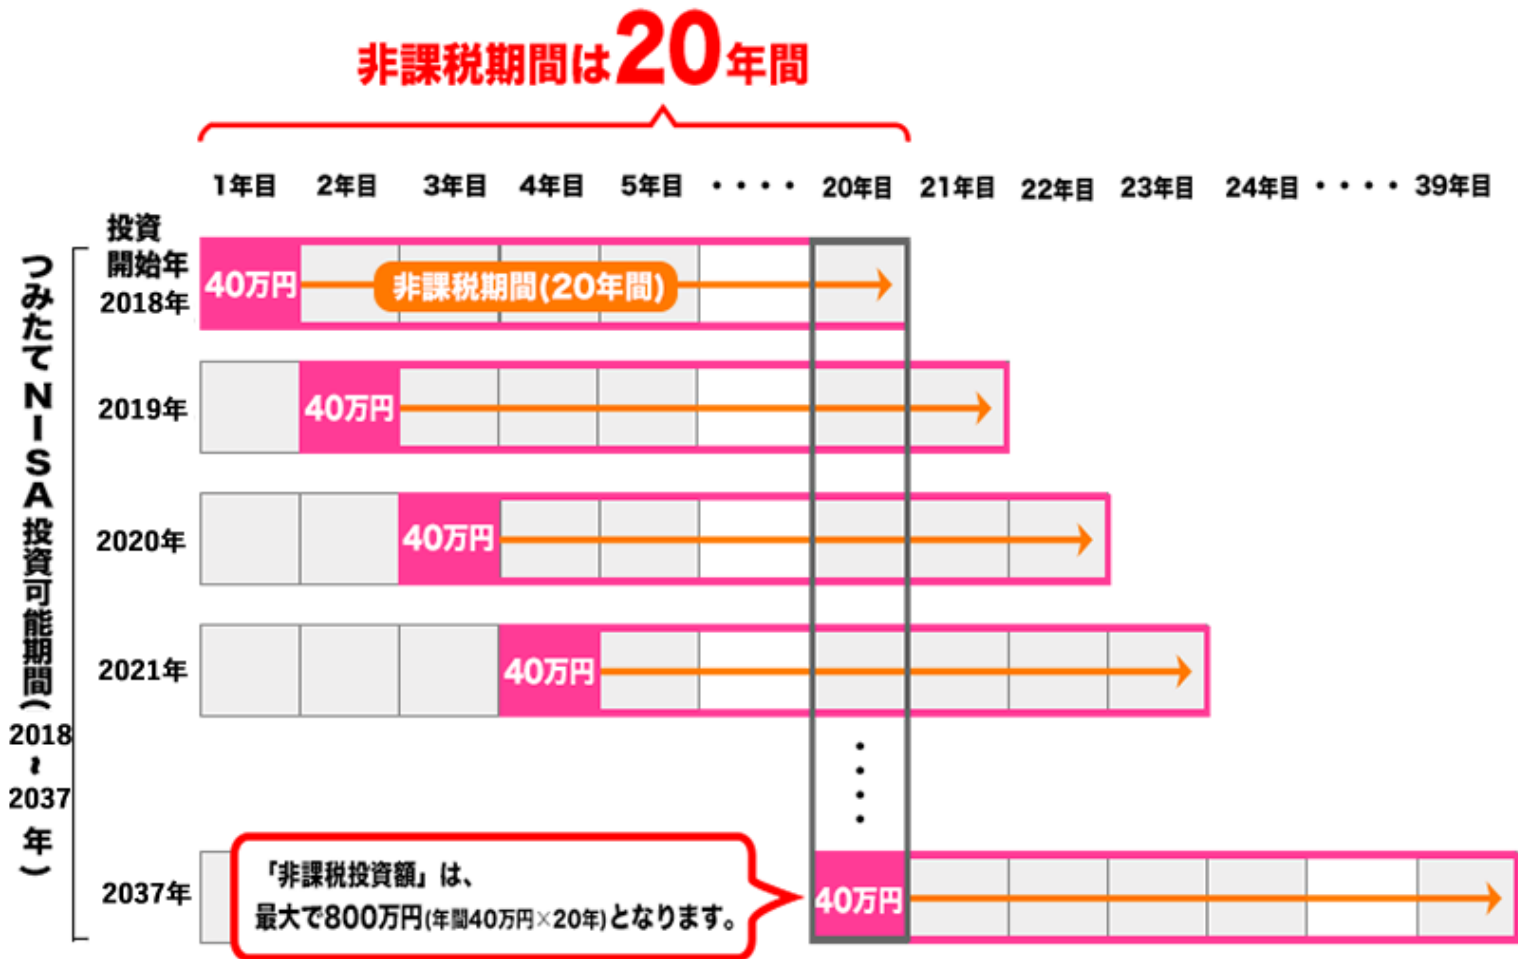 非課税期間は20年間
1年目 2年目 3年目 4年目 5年目 ・・・・ 20年目 21年目 22年目 23年目 24年目 ・・・・ 39年目
つみたてNISA投資可能期間(2018~2037年)
投資
開始年
2018年
40万円
非課税期間(20年間)
2019年
40万円
2020年
40万円
2021年
40万円
・・・・
2037年
「非課税投資額」は、
最大で800万円(年間40万円×20年)となります。
40万円